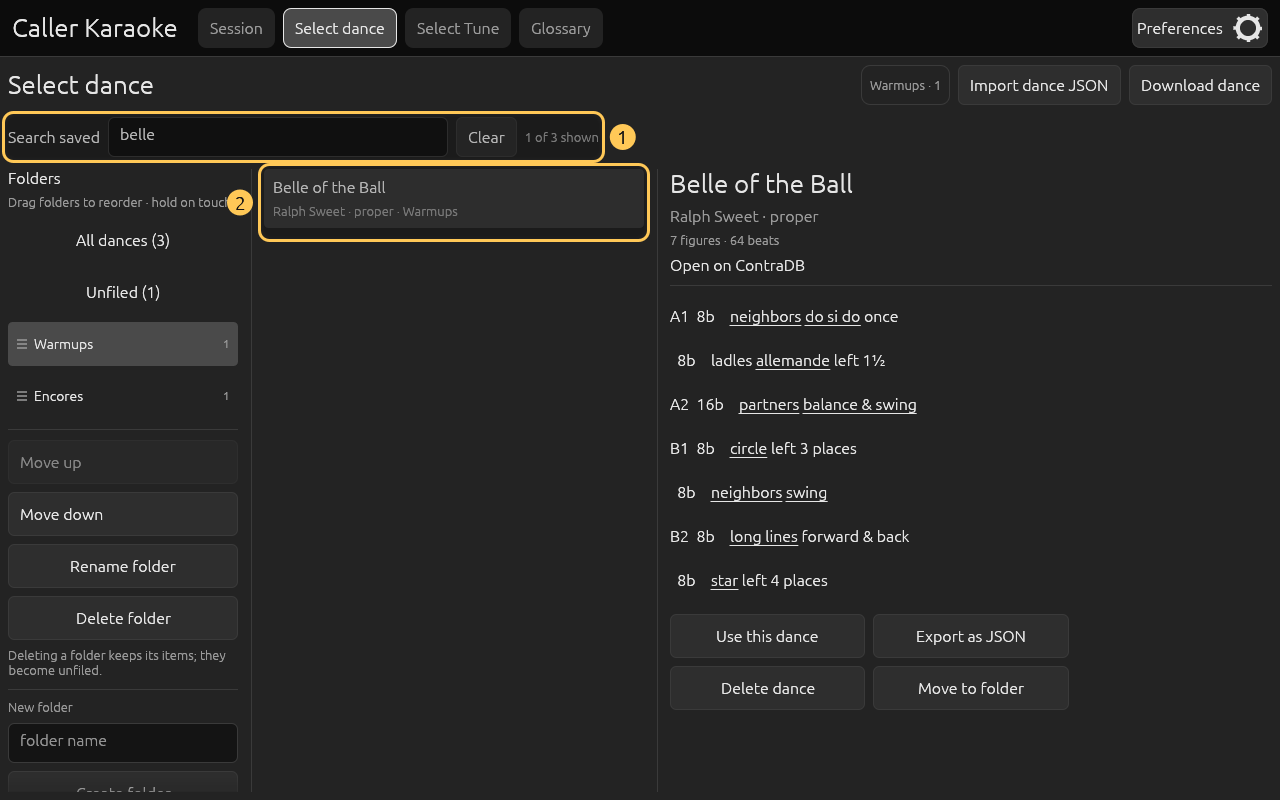 Caller Karaoke Session Select dance Select Tune Glossary Preferences
Select dance Warmups · 1 Import dance JSON Download dance
Search saved belle Clear 1 of 3 shown 1
Folders
Drag folders to reorder · hold on touch
2
All dances (3)
Unfiled (1)
Warmups 1
Encores 1
Move up
Move down
Rename folder
Delete folder
Deleting a folder keeps its items; they
become unfiled.
New folder
folder name
Create folder
Belle of the Ball
Ralph Sweet · proper · Warmups
Belle of the Ball
Ralph Sweet · proper
7 figures · 64 beats
Open on ContraDB
A1 8b neighbors do si do once
8b ladles allemande left 1½
A2 16b partners balance & swing
B1 8b circle left 3 places
8b neighbors swing
B2 8b long lines forward & back
8b star left 4 places
Use this dance Export as JSON
Delete dance Move to folder